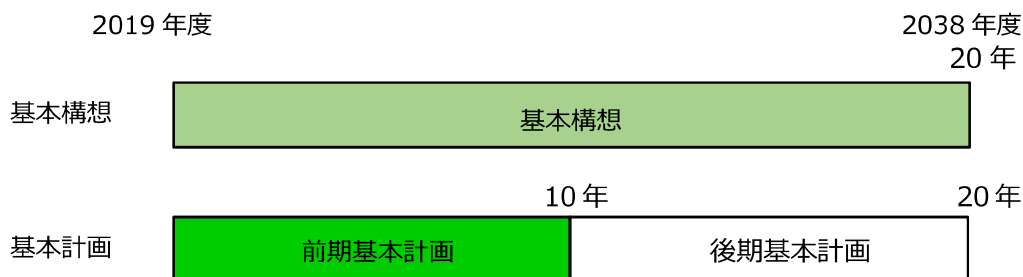 2019 年度 2038 年度
20 年
基本構想 基本構想
10 年 20 年
基本計画 前期基本計画 後期基本計画